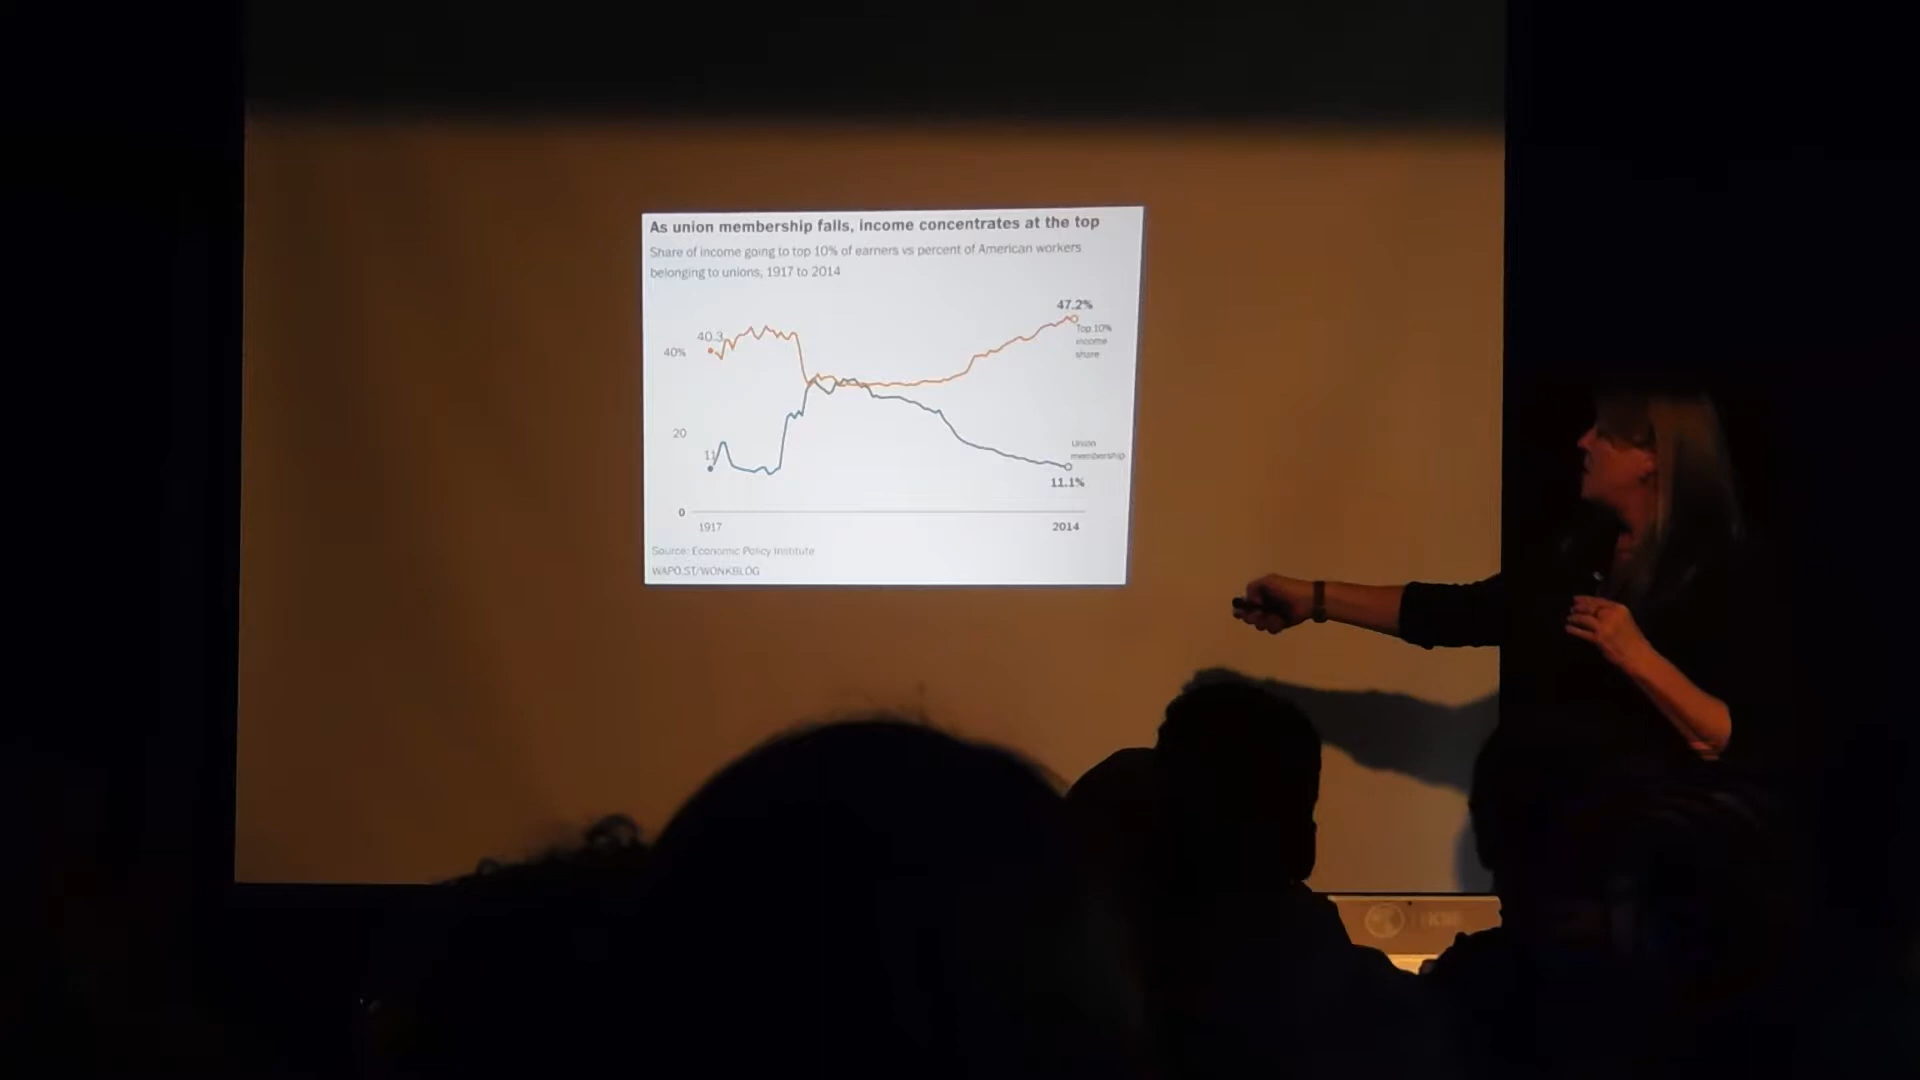 As union membership falls, income concentrates at the top
Share of income going to top 10% of earners vs percent of American workers
belonging to unions, 1917 to 2014
47.2%
Top 10%
income
share
40.3
40%
20
11
Union
membership
11.1%
0
1917
2014
Source: Economic Policy Institute
WAPO.ST/WONKBLOG